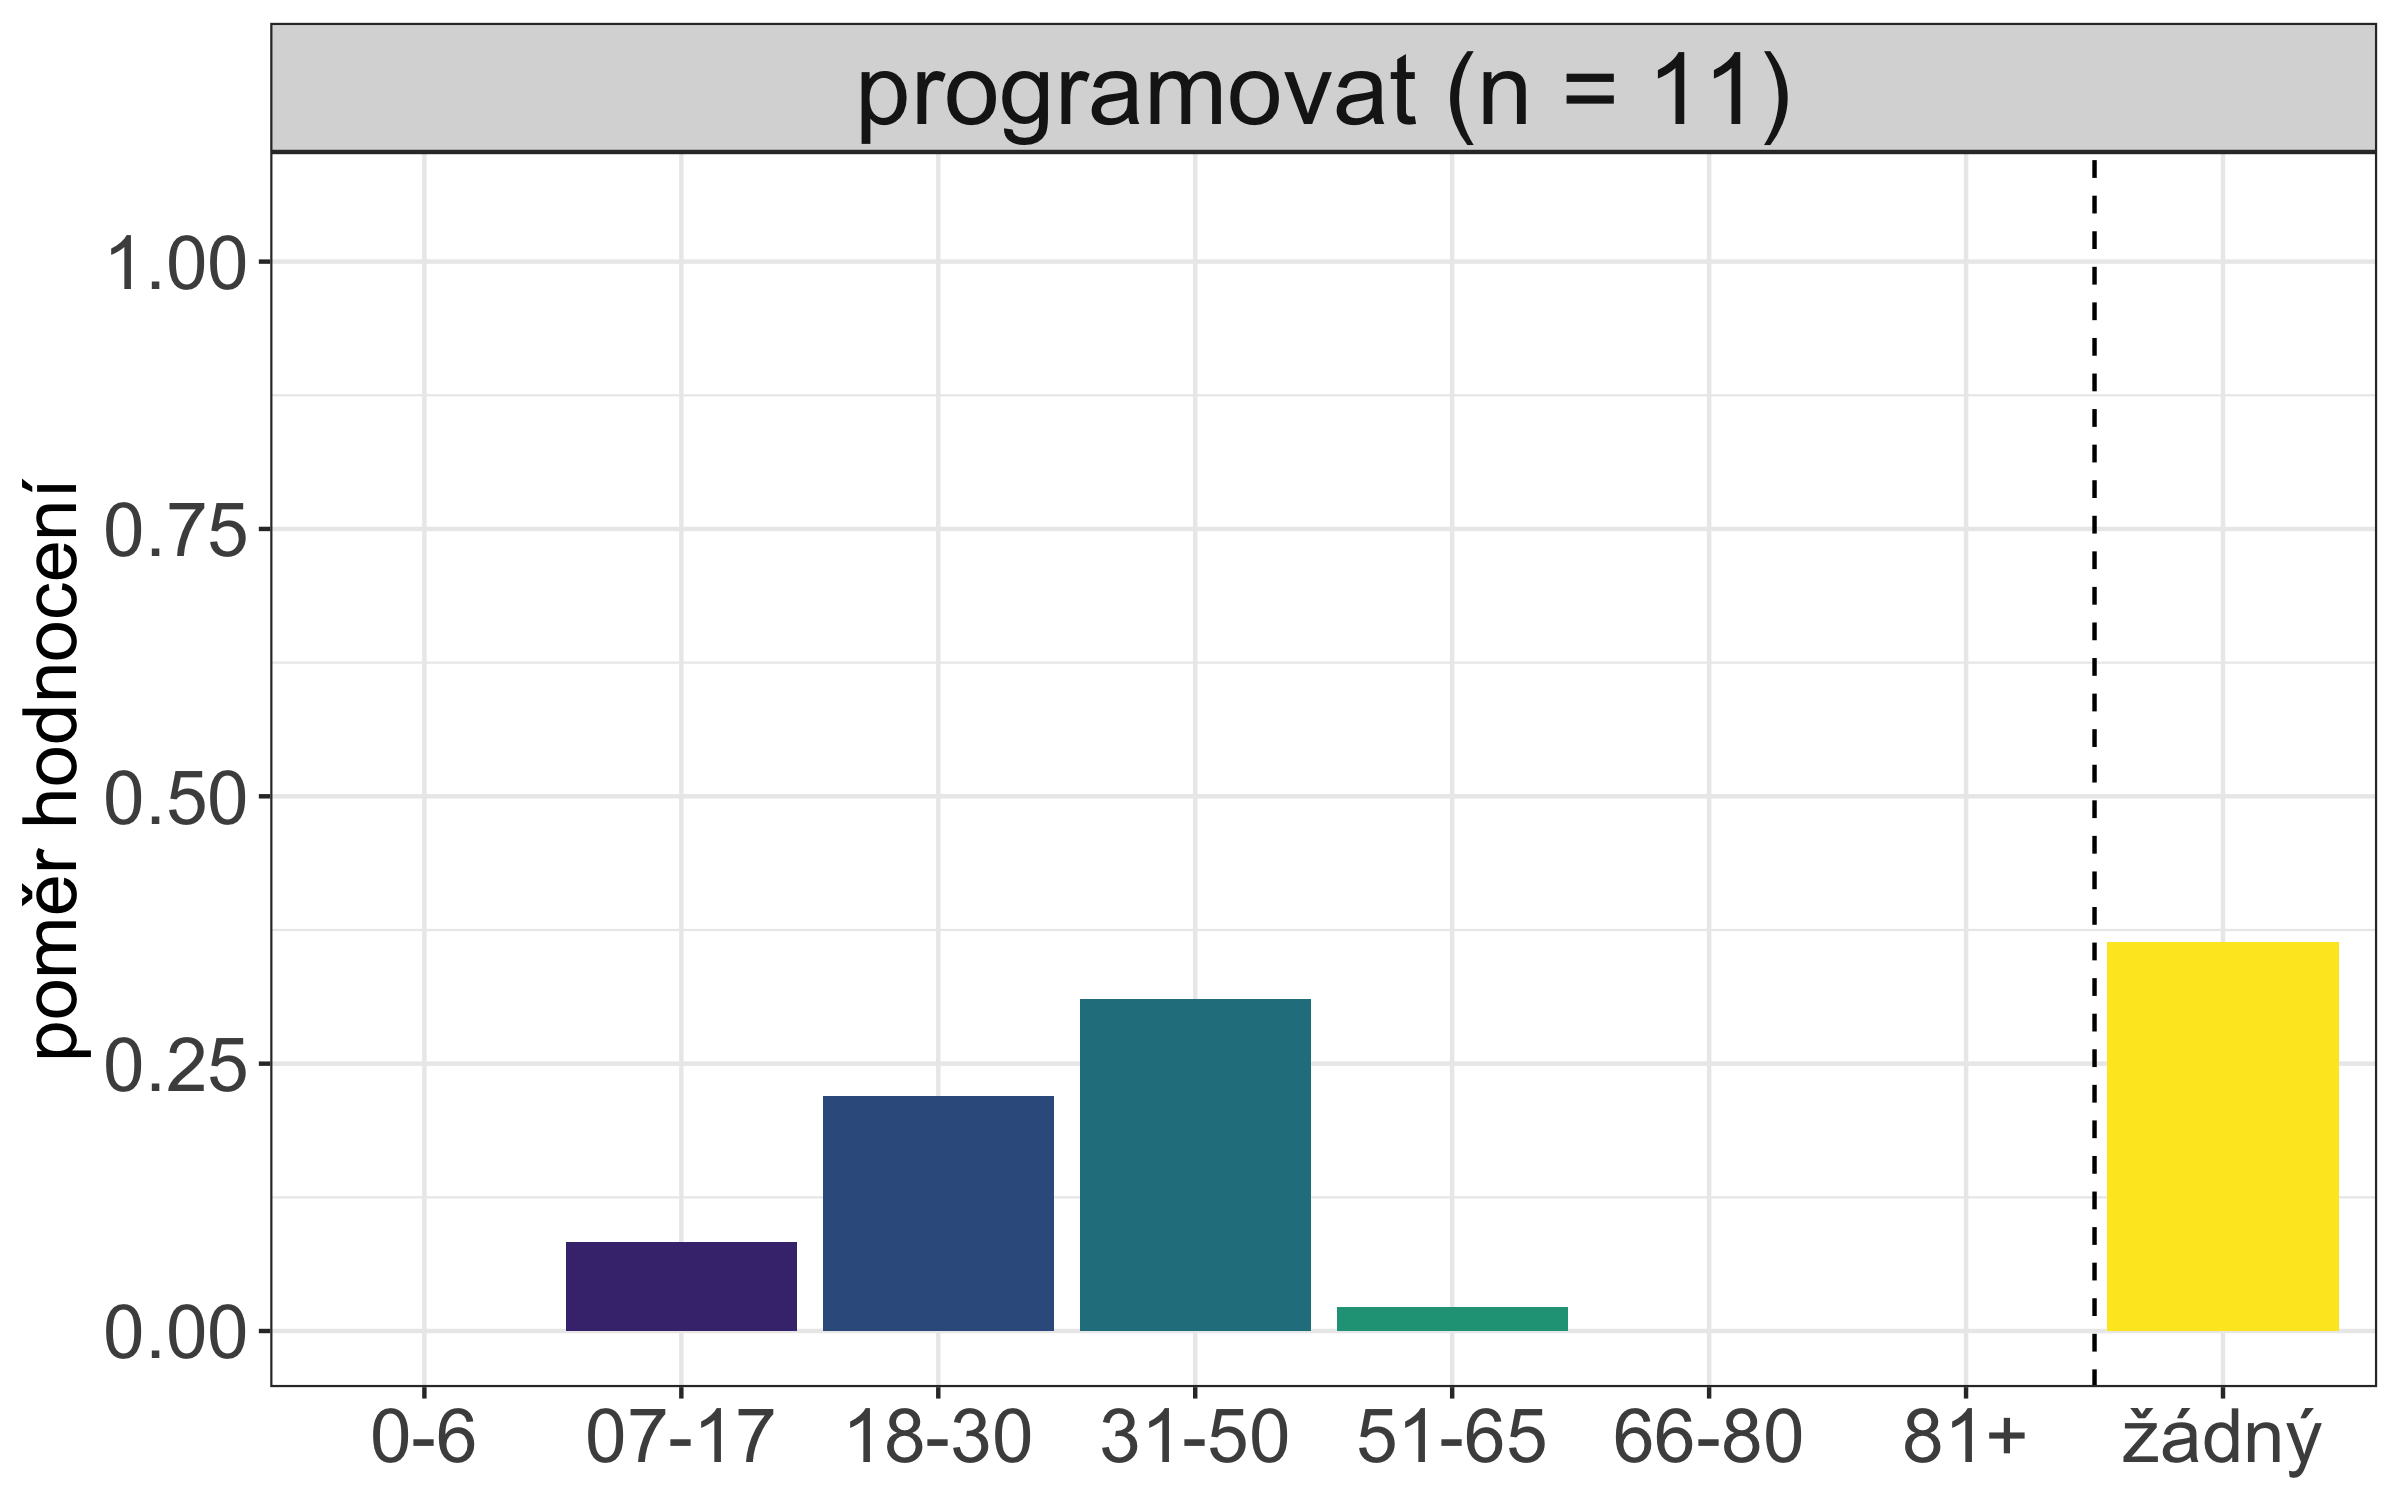 programovat (n = 11)
poměr hodnocení
1.00
0.75
0.50
0.25
0.00
0-6 07-17 18-30 31-50 51-65 66-80 81+ žádný